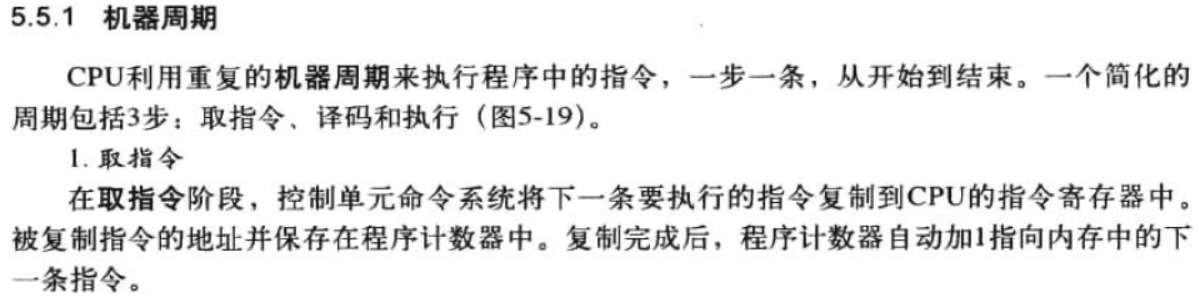 5.5.1 机器周期
CPU利用重复的机器周期来执行程序中的指令，一步一条，从开始到结束。一个简化的
周期包括3步：取指令、译码和执行（图5-19）。
1. 取指令
在取指令阶段，控制单元命令系统将下一条要执行的指令复制到CPU的指令寄存器中。
被复制指令的地址并保存在程序计数器中。复制完成后，程序计数器自动加1指向内存中的下
一条指令。